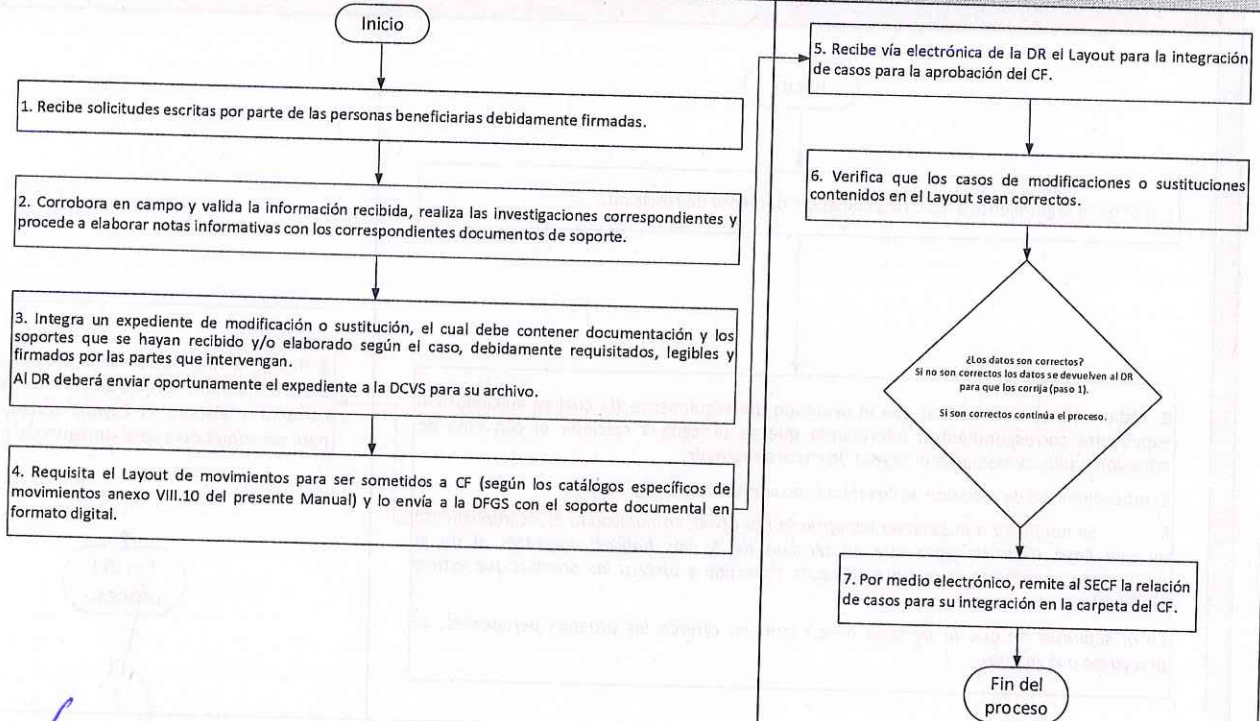 Inicio
1. Recibe solicitudes escritas por parte de las personas beneficiarias debidamente firmadas.
2. Corrobora en campo y valida la información recibida, realiza las investigaciones correspondientes y
procede a elaborar notas informativas con los correspondientes documentos de soporte.
3. Integra un expediente de modificación o sustitución, el cual debe contener documentación y los
soportes que se hayan recibido y/o elaborado según el caso, debidamente requisitados, legibles y
firmados por las partes que intervengan.
Al DR deberá enviar oportunamente el expediente a la DCVS para su archivo.
4. Requisita el Layout de movimientos para ser sometidos a CF (según los catálogos específicos de
movimientos anexo VIII.10 del presente Manual) y lo envía a la DFGS con el soporte documental en
formato digital.
5. Recibe vía electrónica de la DR el Layout para la integración
de casos para la aprobación del CF.
6. Verifica que los casos de modificaciones o sustituciones
contenidos en el Layout sean correctos.
¿Los datos son correctos?
Si no son correctos los datos se devuelven al DR
para que los corrija (paso 1).
Si son correctos continúa el proceso.
7. Por medio electrónico, remite al SECF la relación
de casos para su integración en la carpeta del CF.
Fin del
proceso